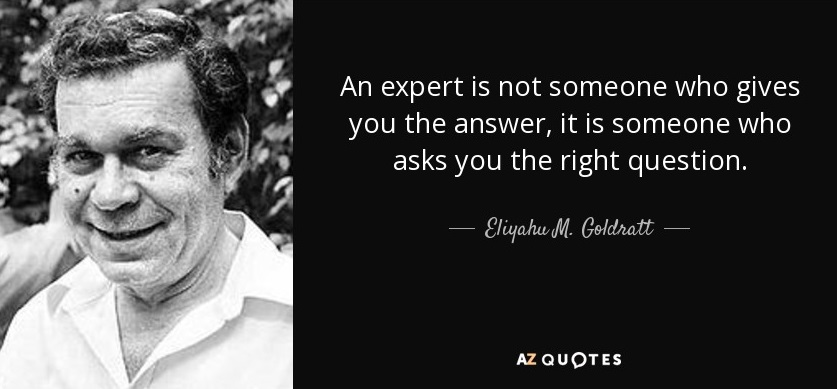 An expert is not someone who gives
you the answer, it is someone who
asks you the right question.
Eliyahu M. Goldratt
AZ QUOTES